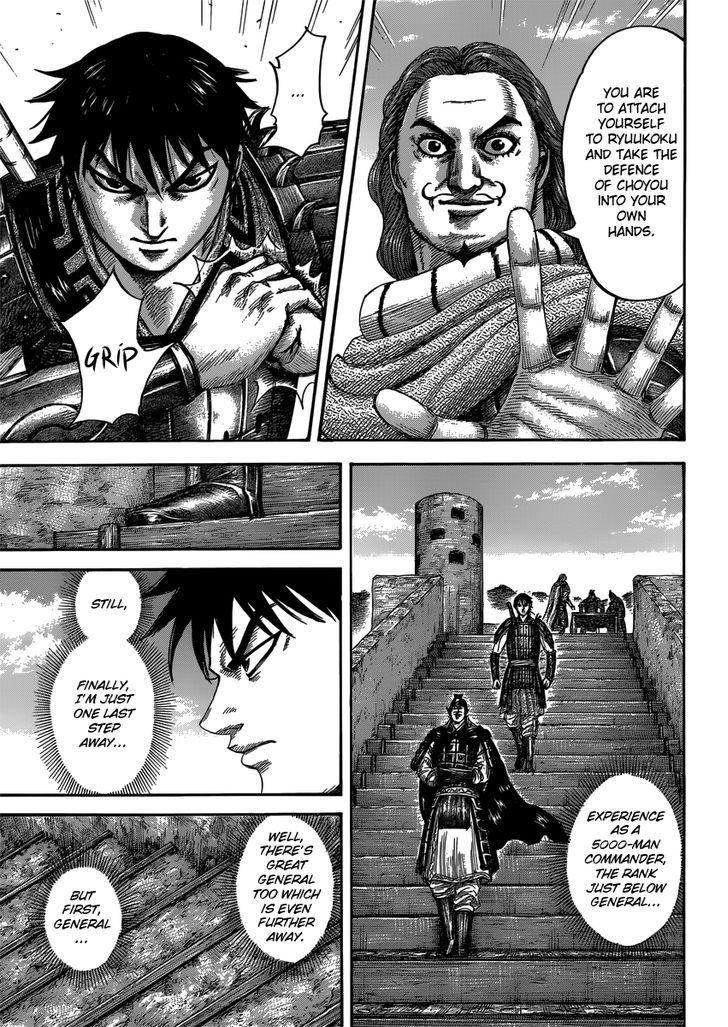 YOU ARE
TO ATTACH
YOURSELF
TO RYUUKOKU
AND TAKE THE
DEFENCE
OF CHOYOU
INTO YOUR
OWN
HANDS.
...
GRIP
EXPERIENCE
AS A
5000-MAN
COMMANDER,
THE RANK
JUST BELOW
GENERAL...
STILL,
FINALLY,
I'M JUST
ONE LAST
STEP
AWAY...
WELL,
THERE'S
GREAT
GENERAL
TOO WHICH
IS EVEN
FURTHER
AWAY.
BUT
FIRST,
GENERAL
...